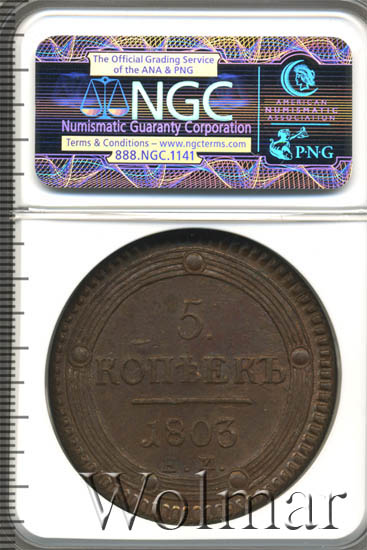 The Official Grading Service
of the ANA & PNG
NGC
Numismatic Guaranty Corporation
Terms & Conditions – www.ngcterms.com
888.NGC.1141
AMERICAN
NUMISMATIC
ASSOCIATION
P·N·G
5.
КОПѢЕКЪ
1803
Е. М.
Wolmar